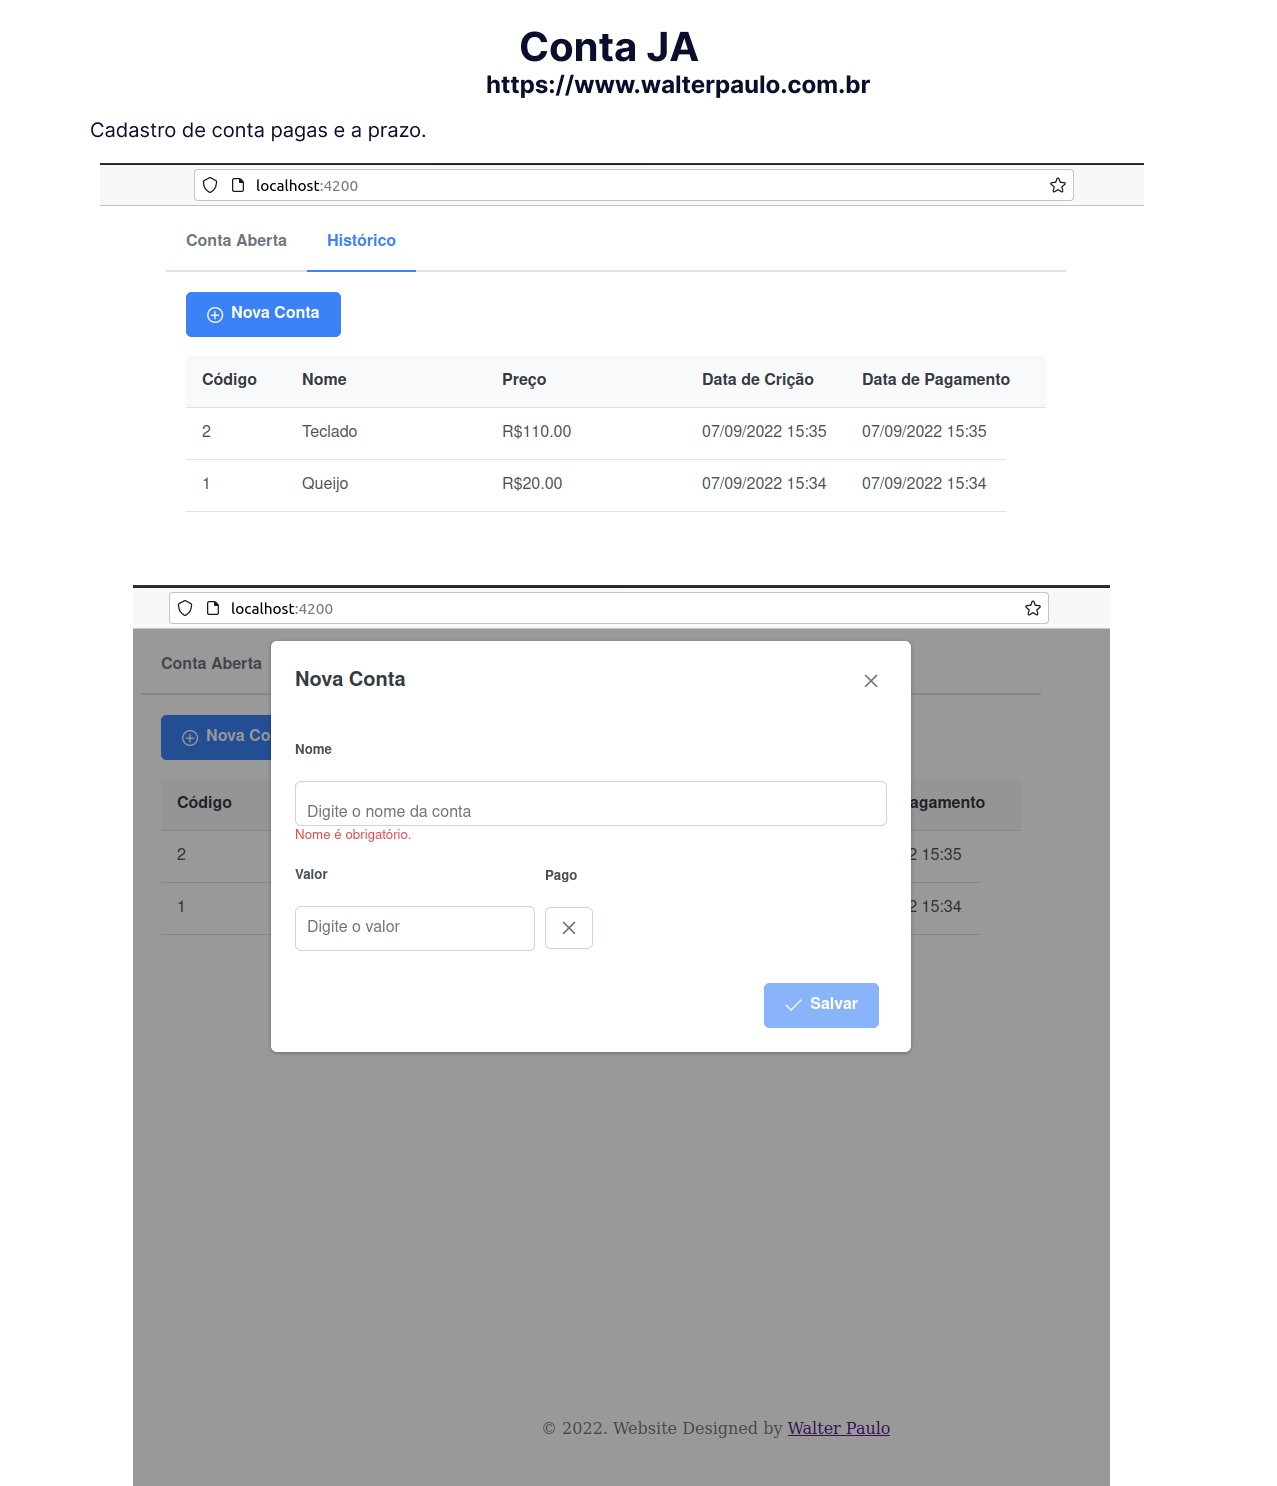 Conta JA
https://www.walterpaulo.com.br
Cadastro de conta pagas e a prazo.
localhost:4200
Conta Aberta Histórico
Nova Conta
Código Nome Preço Data de Crição Data de Pagamento
2 Teclado R$110.00 07/09/2022 15:35 07/09/2022 15:35
1 Queijo R$20.00 07/09/2022 15:34 07/09/2022 15:34
localhost:4200
Conta Aberta
Nova Conta
Nova Co
Nome
Código agamento
Digite o nome da conta
Nome é obrigatório.
2 2 15:35
Valor Pago
1 2 15:34
Digite o valor
Salvar
© 2022. Website Designed by Walter Paulo